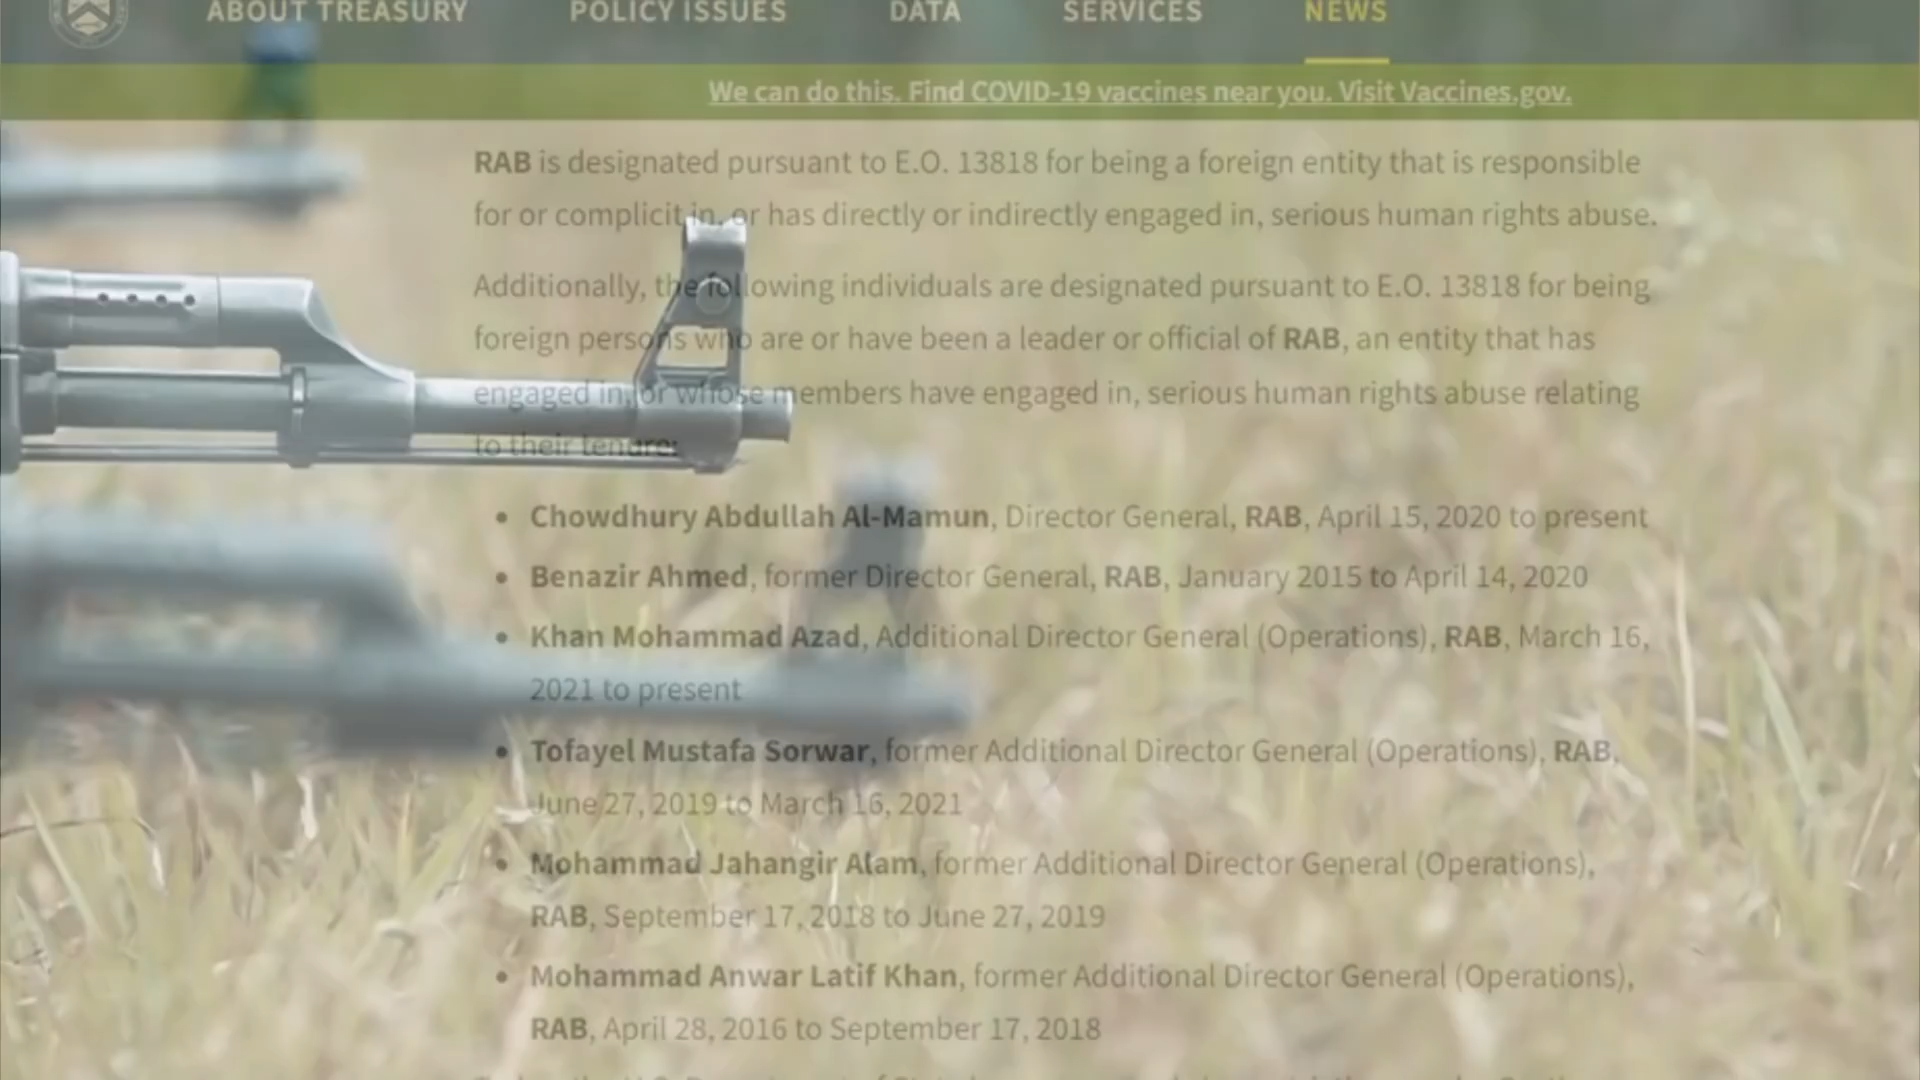 ABOUT TREASURY POLICY ISSUES DATA SERVICES NEWS
We can do this. Find COVID-19 vaccines near you. Visit Vaccines.gov.
RAB is designated pursuant to E.O. 13818 for being a foreign entity that is responsible
for or complicit in, or has directly or indirectly engaged in, serious human rights abuse.
Additionally, the following individuals are designated pursuant to E.O. 13818 for being
foreign persons who are or have been a leader or official of RAB, an entity that has
engaged in, or whose members have engaged in, serious human rights abuse relating
to their tenure:
• Chowdhury Abdullah Al-Mamun, Director General, RAB, April 15, 2020 to present
• Benazir Ahmed, former Director General, RAB, January 2015 to April 14, 2020
• Khan Mohammad Azad, Additional Director General (Operations), RAB, March 16,
2021 to present
• Tofayel Mustafa Sorwar, former Additional Director General (Operations), RAB,
June 27, 2019 to March 16, 2021
• Mohammad Jahangir Alam, former Additional Director General (Operations),
RAB, September 17, 2018 to June 27, 2019
• Mohammad Anwar Latif Khan, former Additional Director General (Operations),
RAB, April 28, 2016 to September 17, 2018